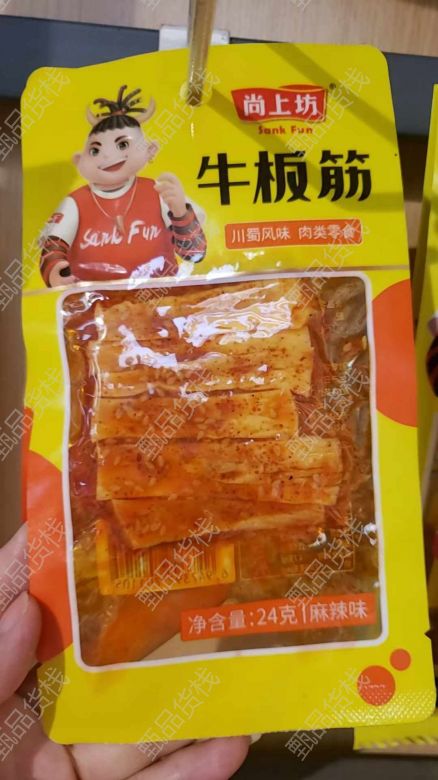 尚上坊
Sank Fun
牛板筋
川蜀风味 肉类零食
Sank Fun
净含量:24克|麻辣味
甄品货栈